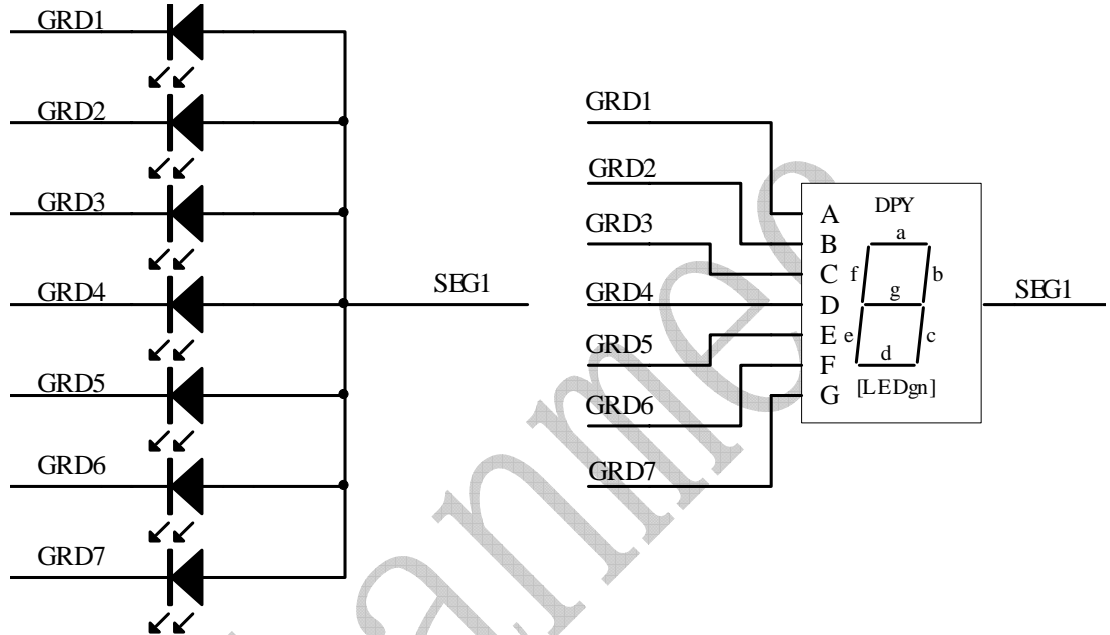 GRD1
GRD2
GRD3
GRD4
GRD5
GRD6
GRD7
SEG1
GRD1
GRD2
GRD3
GRD4
GRD5
GRD6
GRD7
A
B
C
D
E
F
G
DPY
a
f
b
g
e
c
d
[LEDgn]
SEG1